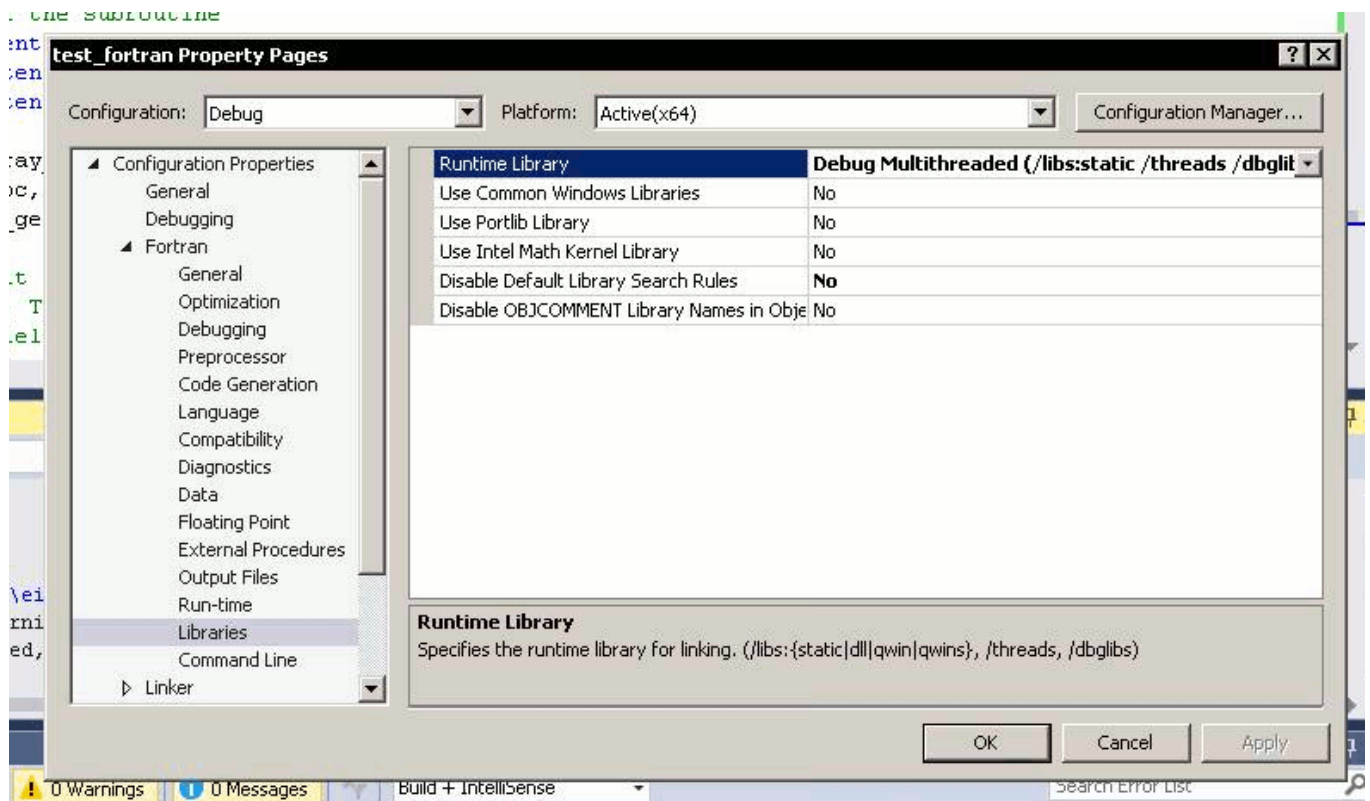 the subroutine
test_fortran Property Pages
Configuration: Debug Platform: Active(x64) Configuration Manager...
Configuration Properties
General
Debugging
Fortran
General
Optimization
Debugging
Preprocessor
Code Generation
Language
Compatibility
Diagnostics
Data
Floating Point
External Procedures
Output Files
Run-time
Libraries
Command Line
Linker
Runtime Library Debug Multithreaded (/libs:static /threads /dbglit
Use Common Windows Libraries No
Use Portlib Library No
Use Intel Math Kernel Library No
Disable Default Library Search Rules No
Disable OBJCOMMENT Library Names in Obje No
Runtime Library
Specifies the runtime library for linking. (/libs:{static|dll|qwin|qwins}, /threads, /dbglibs)
OK Cancel Apply
0 Warnings 0 Messages Build + IntelliSense Search Error List